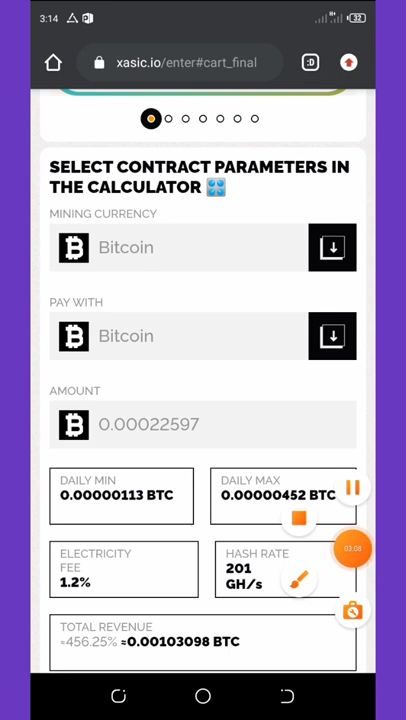 3:14
32
xasic.io/enter#cart_final
:D
SELECT CONTRACT PARAMETERS IN
THE CALCULATOR
MINING CURRENCY
Bitcoin
PAY WITH
Bitcoin
AMOUNT
0.00022597
DAILY MIN
0.00000113 BTC
DAILY MAX
0.00000452 BTC
ELECTRICITY
FEE
1.2%
HASH RATE
201
GH/s
03:08
TOTAL REVENUE
≈456.25% ≈0.00103098 BTC